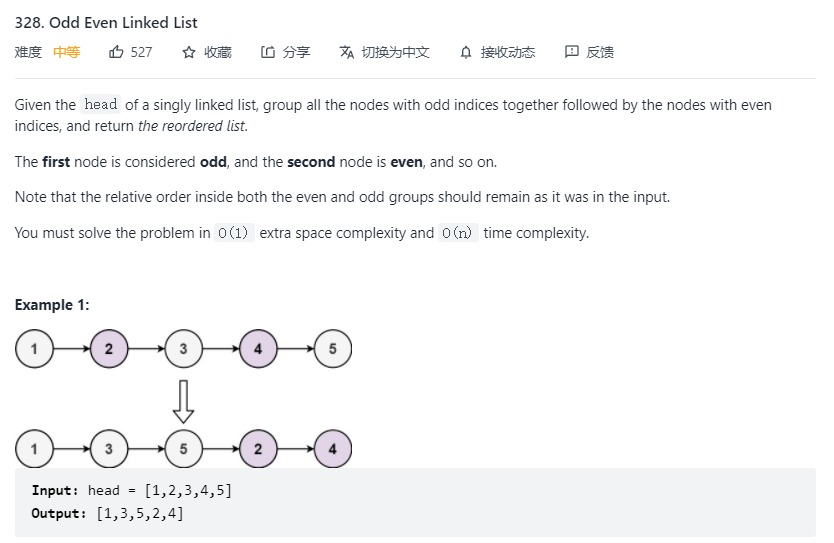 328. Odd Even Linked List
难度 中等 527 收藏 分享 切换为中文 接收动态 反馈
Given the head of a singly linked list, group all the nodes with odd indices together followed by the nodes with even
indices, and return the reordered list.
The first node is considered odd, and the second node is even, and so on.
Note that the relative order inside both the even and odd groups should remain as it was in the input.
You must solve the problem in O(1) extra space complexity and O(n) time complexity.
Example 1:
1 2 3 4 5
1 3 5 2 4
Input: head = [1,2,3,4,5]
Output: [1,3,5,2,4]